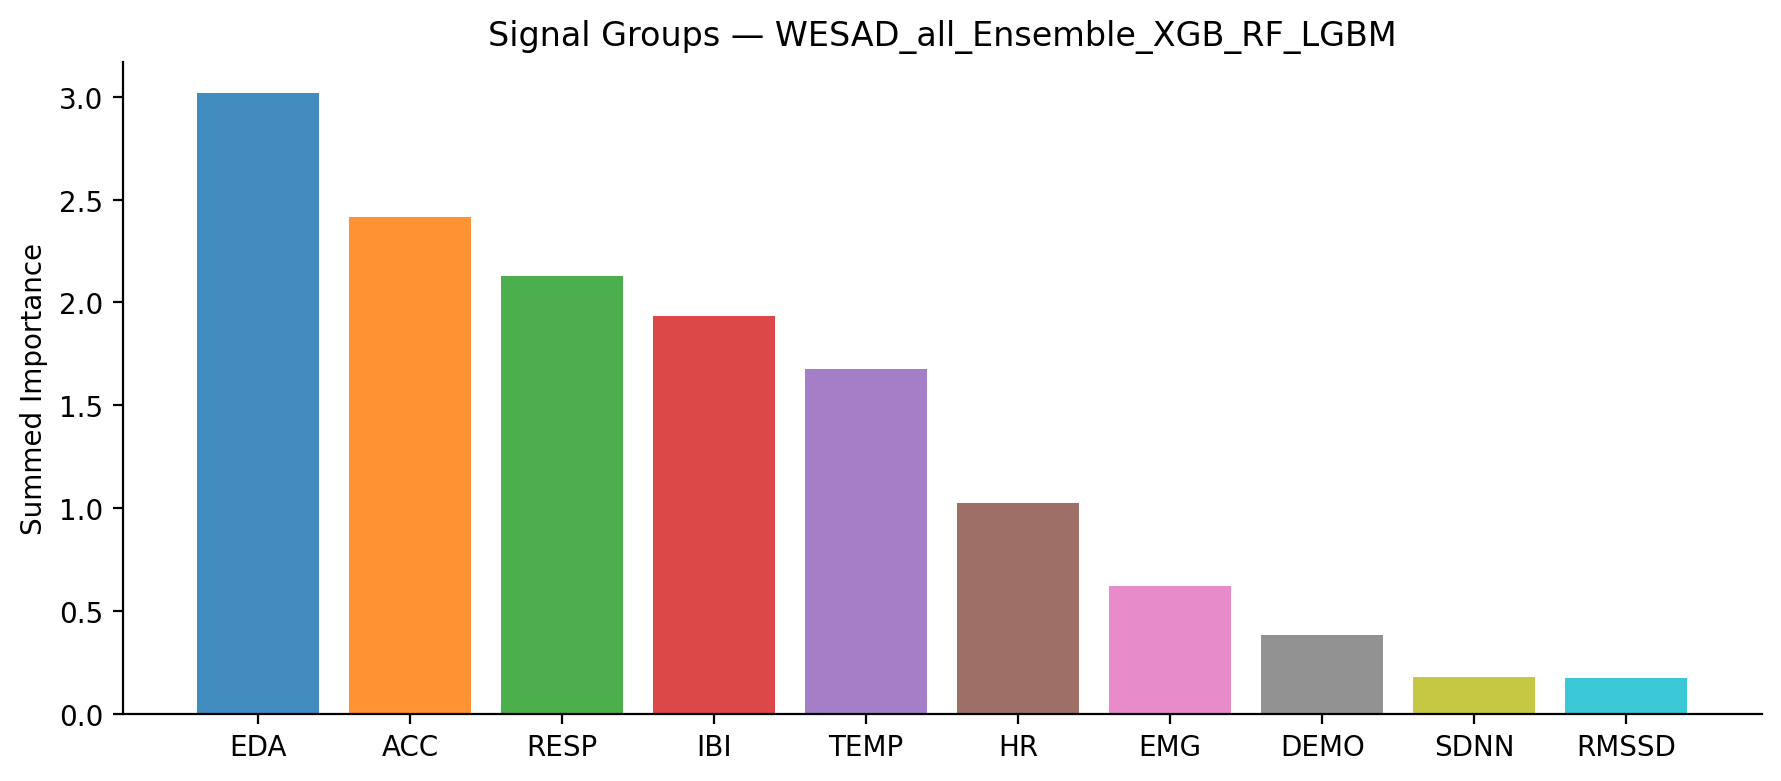 Signal Groups — WESAD_all_Ensemble_XGB_RF_LGBM
Summed Importance
3.0
2.5
2.0
1.5
1.0
0.5
0.0
EDA ACC RESP IBI TEMP HR EMG DEMO SDNN RMSSD